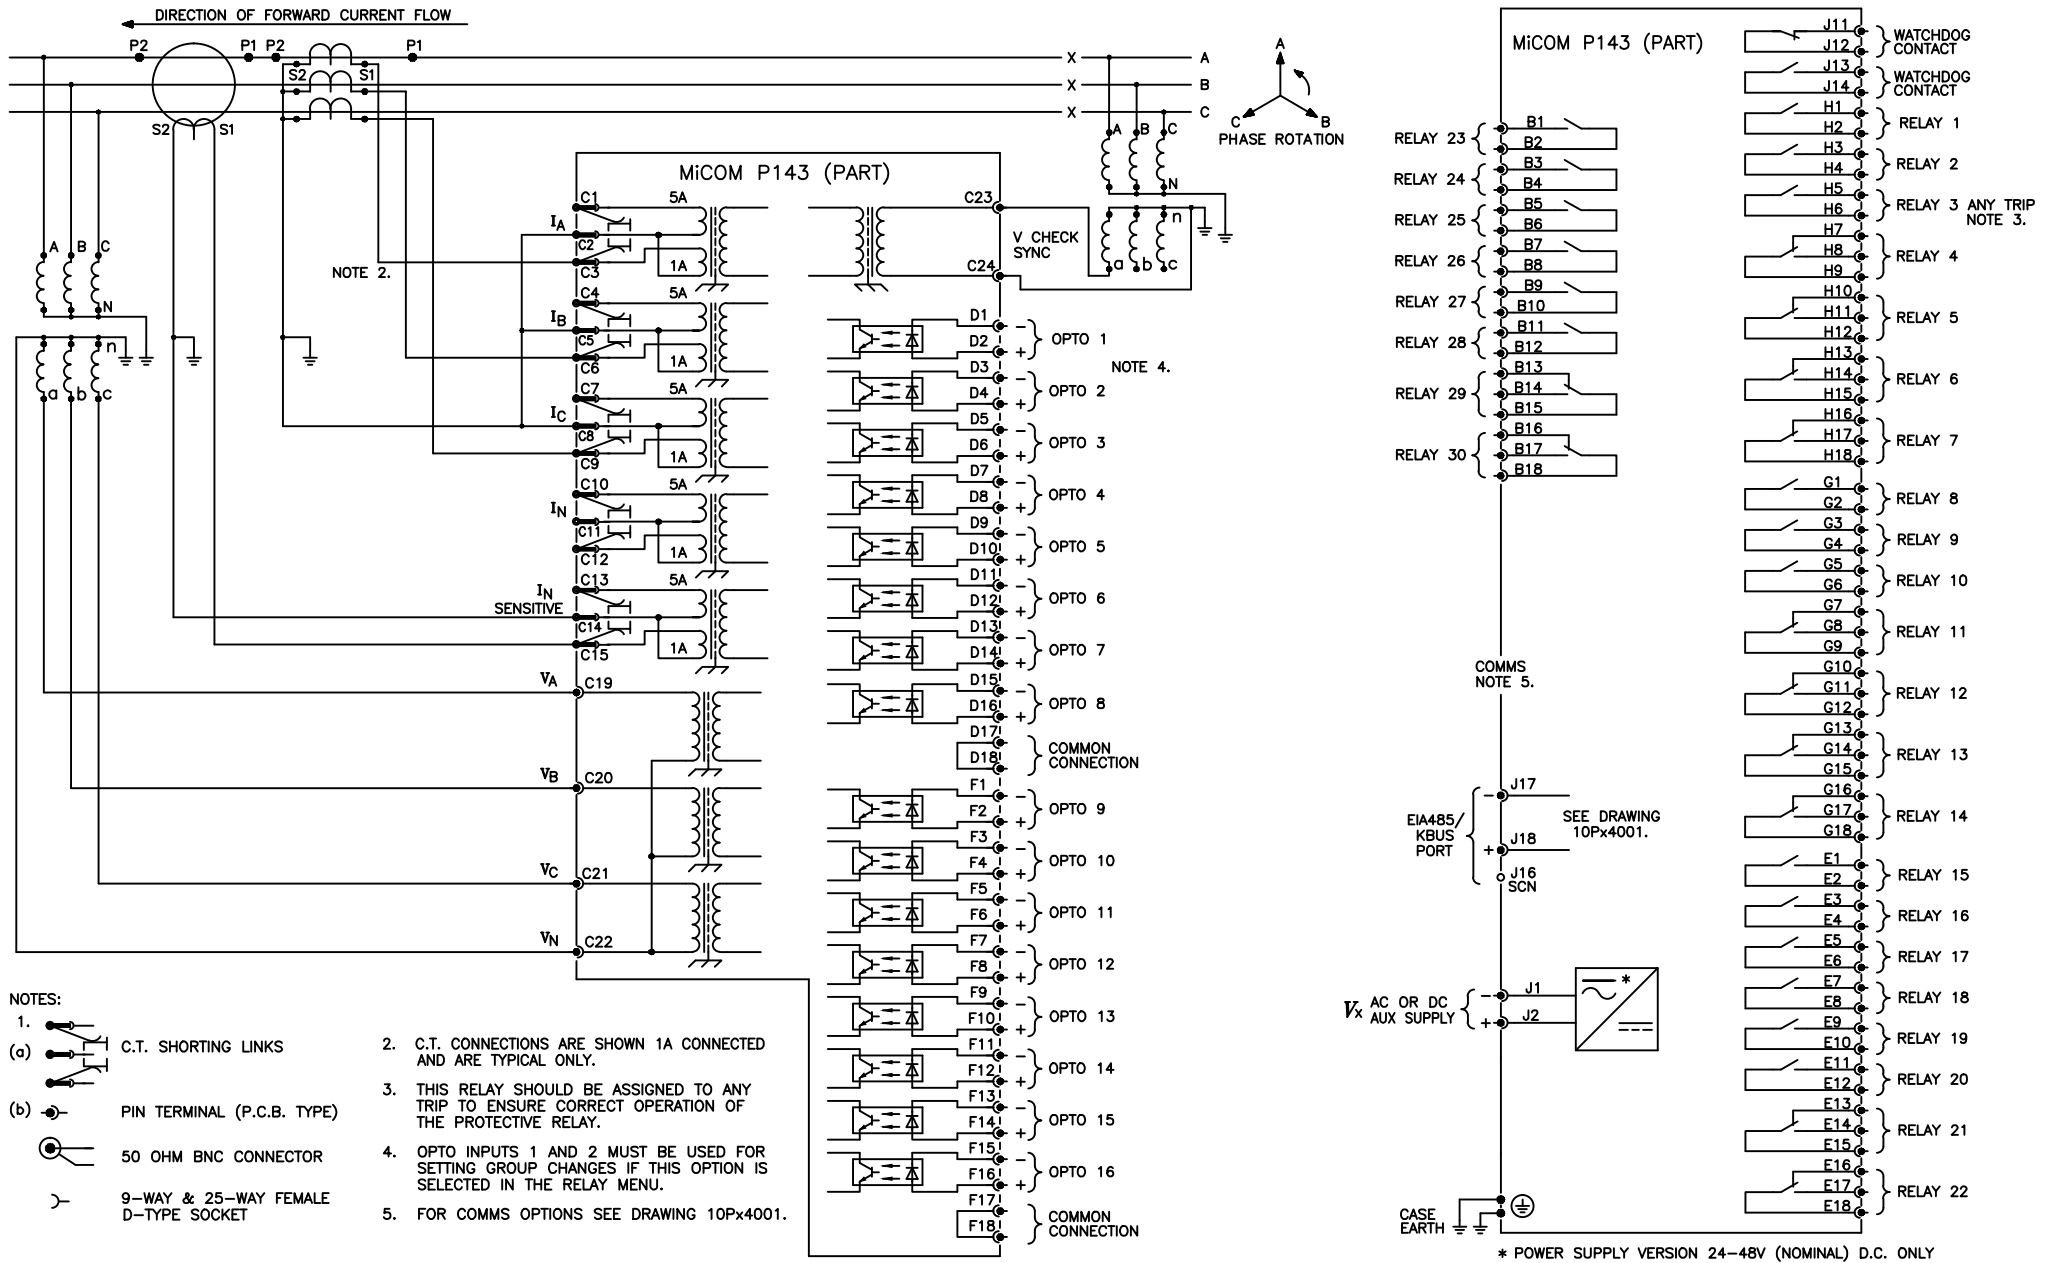 DIRECTION OF FORWARD CURRENT FLOW
P2
P1 P2
P1
S2 S1
S2 S1
X A
X B
X C
A B C
N
n
a b c
A
C
B
PHASE ROTATION
A B C
N
n
a b c
NOTE 2.
MiCOM P143 (PART)
C1
5A
IA
C2
C3
1A
C4
5A
IB
C5
C6
1A
C7
5A
IC
C8
C9
1A
C10
5A
IN
C11
C12
1A
C13
5A
IN
SENSITIVE
C14
C15
1A
VA C19
VB C20
VC C21
VN C22
C23
V CHECK
SYNC
C24
D1 −
D2 +
OPTO 1
NOTE 4.
D3 −
D4 +
OPTO 2
D5 −
D6 +
OPTO 3
D7 −
D8 +
OPTO 4
D9 −
D10 +
OPTO 5
D11 −
D12 +
OPTO 6
D13 −
D14 +
OPTO 7
D15 −
D16 +
OPTO 8
D17
D18
COMMON
CONNECTION
F1 −
F2 +
OPTO 9
F3 −
F4 +
OPTO 10
F5 −
F6 +
OPTO 11
F7 −
F8 +
OPTO 12
F9 −
F10 +
OPTO 13
F11 −
F12 +
OPTO 14
F13 −
F14 +
OPTO 15
F15 −
F16 +
OPTO 16
F17
F18
COMMON
CONNECTION
NOTES:
1.
(a) C.T. SHORTING LINKS
(b) PIN TERMINAL (P.C.B. TYPE)
50 OHM BNC CONNECTOR
9−WAY & 25−WAY FEMALE
D−TYPE SOCKET
2. C.T. CONNECTIONS ARE SHOWN 1A CONNECTED
AND ARE TYPICAL ONLY.
3. THIS RELAY SHOULD BE ASSIGNED TO ANY
TRIP TO ENSURE CORRECT OPERATION OF
THE PROTECTIVE RELAY.
4. OPTO INPUTS 1 AND 2 MUST BE USED FOR
SETTING GROUP CHANGES IF THIS OPTION IS
SELECTED IN THE RELAY MENU.
5. FOR COMMS OPTIONS SEE DRAWING 10Px4001.
MiCOM P143 (PART)
RELAY 23
B1
B2
RELAY 24
B3
B4
RELAY 25
B5
B6
RELAY 26
B7
B8
RELAY 27
B9
B10
RELAY 28
B11
B12
RELAY 29
B13
B14
B15
RELAY 30
B16
B17
B18
COMMS
NOTE 5.
EIA485/
KBUS
PORT
− J17
+ J18
J16
SCN
SEE DRAWING
10Px4001.
Vx AC OR DC
AUX SUPPLY
− J1
+ J2
*
CASE
EARTH
J11
J12
WATCHDOG
CONTACT
J13
J14
WATCHDOG
CONTACT
H1
H2
RELAY 1
H3
H4
RELAY 2
H5
H6
RELAY 3 ANY TRIP
NOTE 3.
H7
H8
H9
RELAY 4
H10
H11
H12
RELAY 5
H13
H14
H15
RELAY 6
H16
H17
H18
RELAY 7
G1
G2
RELAY 8
G3
G4
RELAY 9
G5
G6
RELAY 10
G7
G8
G9
RELAY 11
G10
G11
G12
RELAY 12
G13
G14
G15
RELAY 13
G16
G17
G18
RELAY 14
E1
E2
RELAY 15
E3
E4
RELAY 16
E5
E6
RELAY 17
E7
E8
RELAY 18
E9
E10
RELAY 19
E11
E12
RELAY 20
E13
E14
E15
RELAY 21
E16
E17
E18
RELAY 22
* POWER SUPPLY VERSION 24−48V (NOMINAL) D.C. ONLY